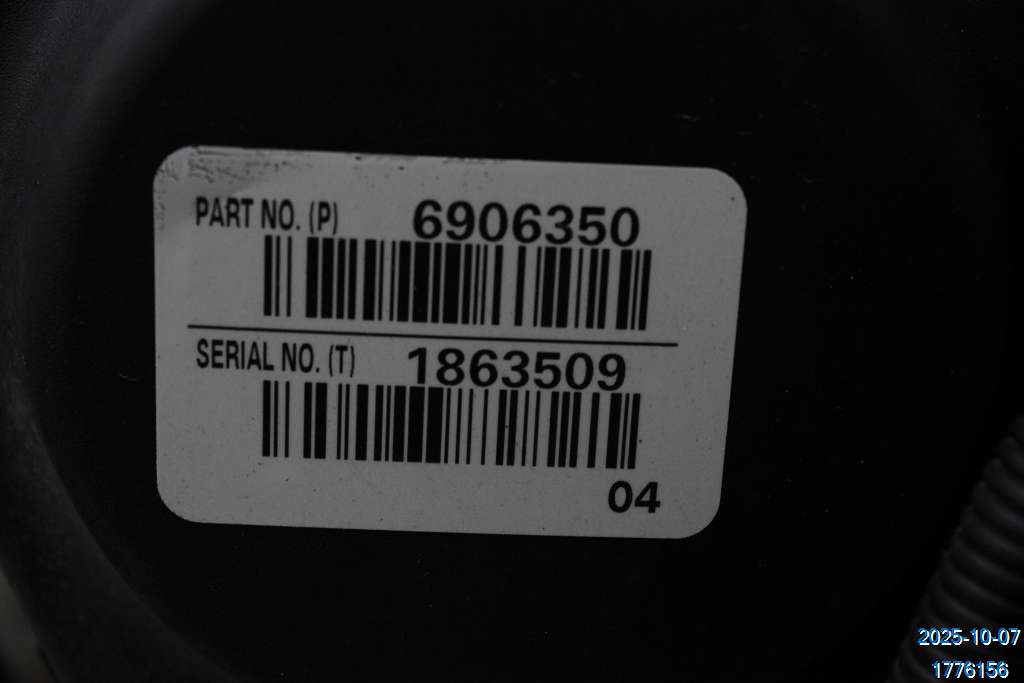 PART NO. (P) 6906350
SERIAL NO. (T) 1863509
04
2025-10-07
1776156